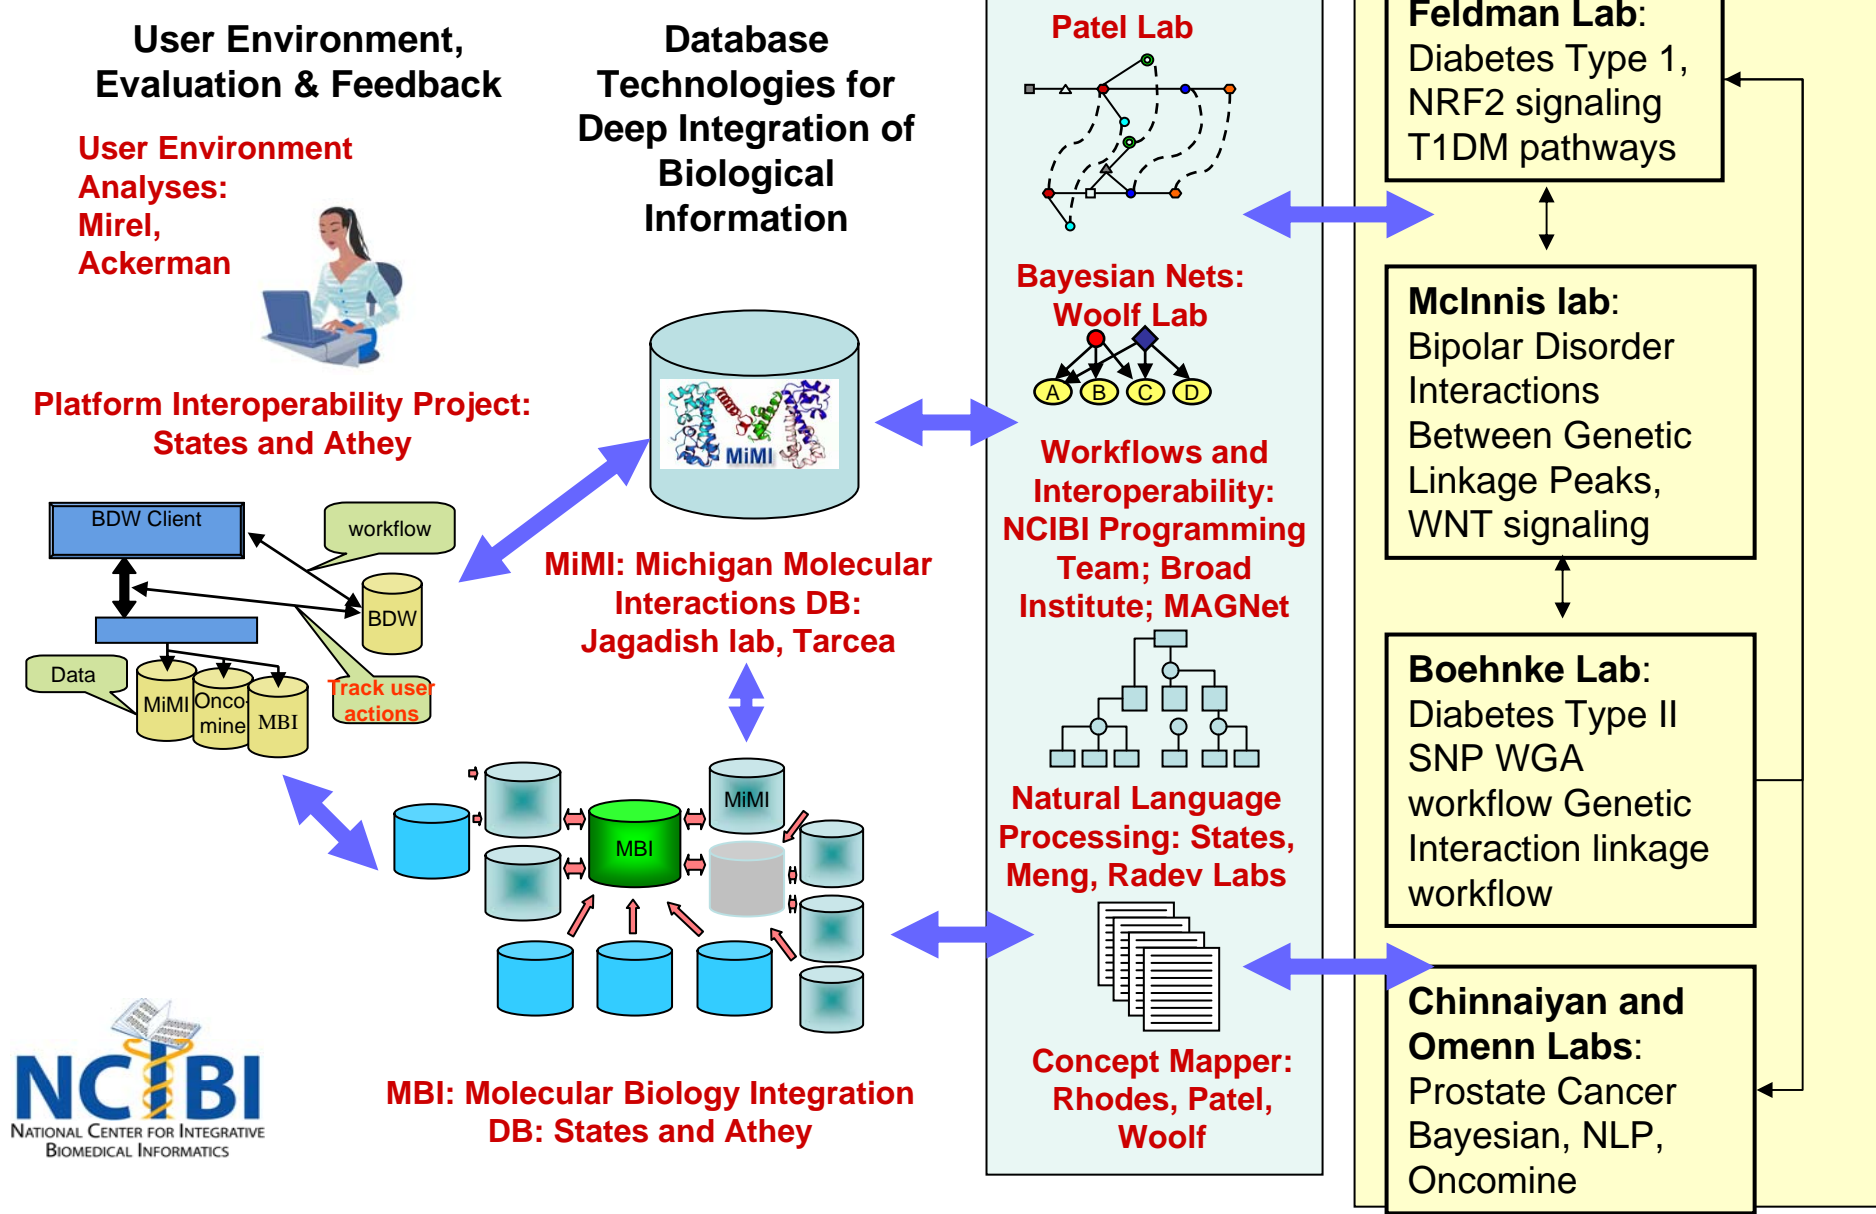 User Environment,
Evaluation & Feedback
User Environment
Analyses:
Mirel,
Ackerman
Platform Interoperability Project:
States and Athey
BDW Client
workflow
BDW
Data
MiMI
Onco-
mine
MBI
Track user
actions
Database
Technologies for
Deep Integration of
Biological
Information
MiMI
MiMI: Michigan Molecular
Interactions DB:
Jagadish lab, Tarcea
MiMI
MBI
MBI: Molecular Biology Integration
DB: States and Athey
NCIBI
NATIONAL CENTER FOR INTEGRATIVE
BIOMEDICAL INFORMATICS
Patel Lab
Bayesian Nets:
Woolf Lab
A B C D
Workflows and
Interoperability:
NCIBI Programming
Team; Broad
Institute; MAGNet
Natural Language
Processing: States,
Meng, Radev Labs
Concept Mapper:
Rhodes, Patel,
Woolf
Feldman Lab:
Diabetes Type 1,
NRF2 signaling
T1DM pathways
McInnis lab:
Bipolar Disorder
Interactions
Between Genetic
Linkage Peaks,
WNT signaling
Boehnke Lab:
Diabetes Type II
SNP WGA
workflow Genetic
Interaction linkage
workflow
Chinnaiyan and
Omenn Labs:
Prostate Cancer
Bayesian, NLP,
Oncomine